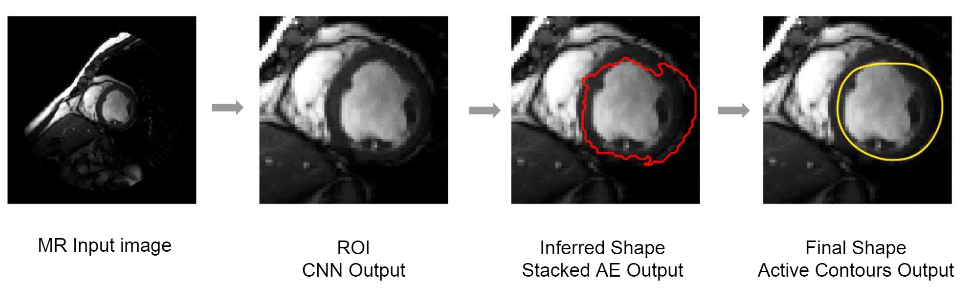 MR Input image
ROI
CNN Output
Inferred Shape
Stacked AE Output
Final Shape
Active Contours Output